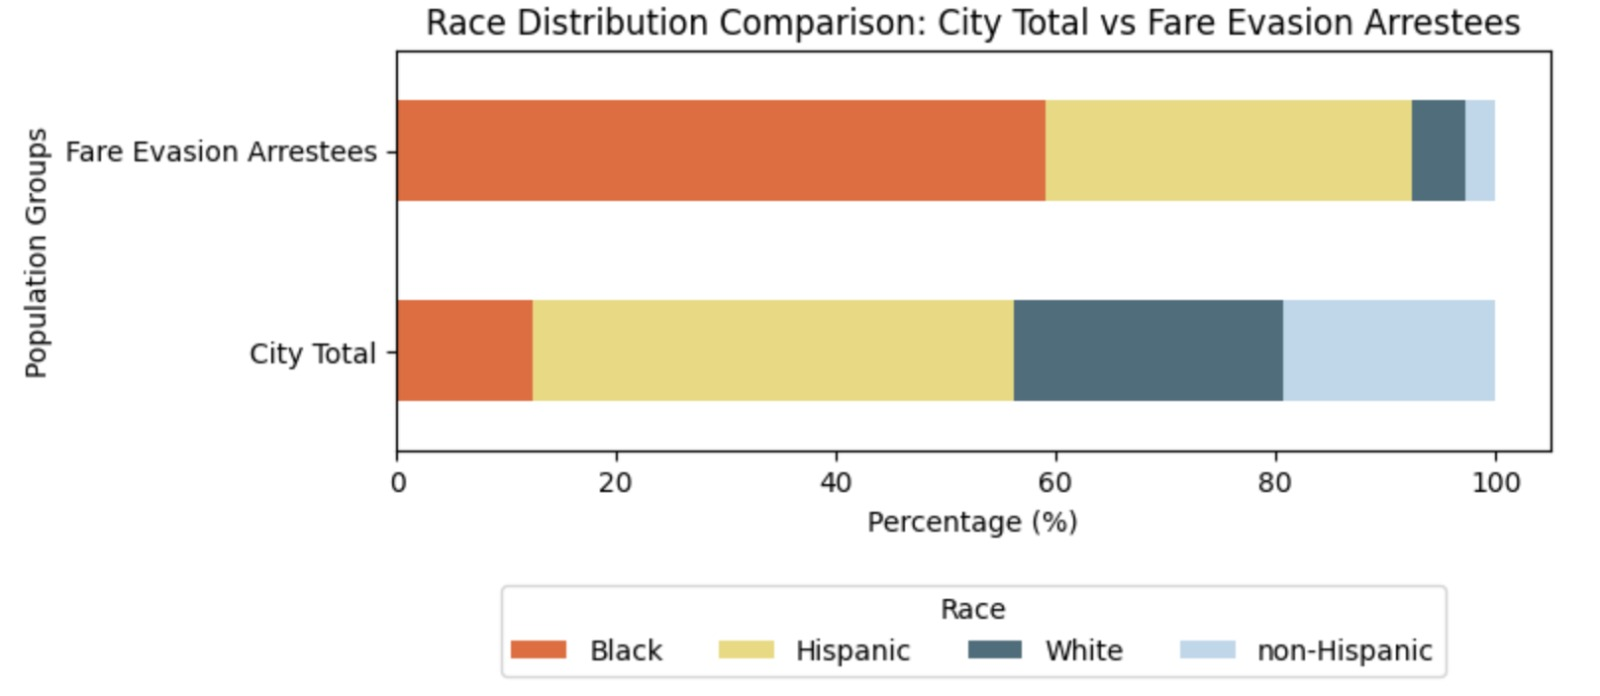 Race Distribution Comparison: City Total vs Fare Evasion Arrestees
Population Groups
Fare Evasion Arrestees
City Total
0 20 40 60 80 100
Percentage (%)
Race
Black Hispanic White non-Hispanic